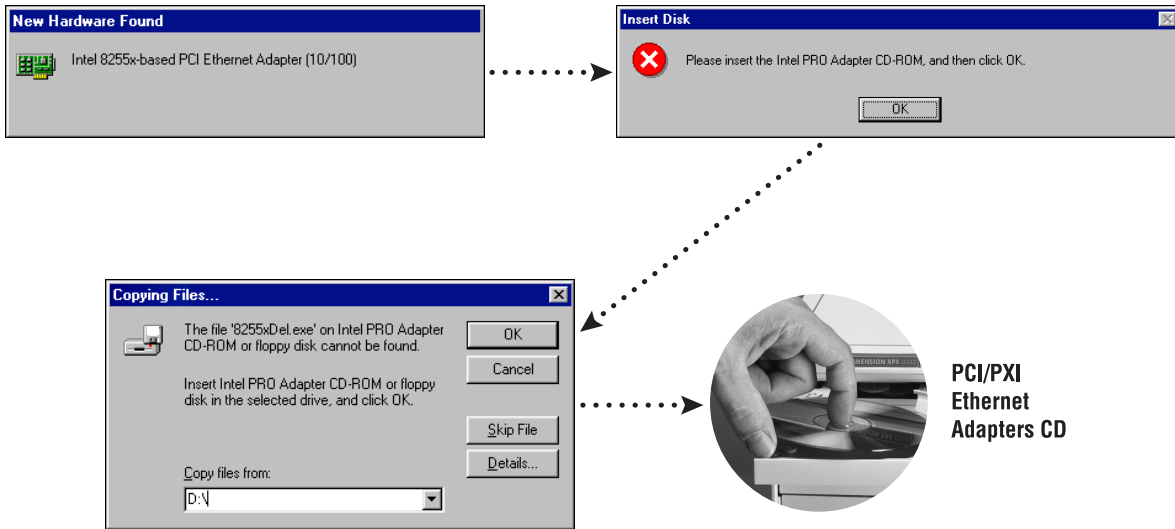 New Hardware Found
Intel 8255x-based PCI Ethernet Adapter (10/100)
Insert Disk
Please insert the Intel PRO Adapter CD-ROM, and then click OK.
OK
Copying Files...
The file '8255xDel.exe' on Intel PRO Adapter
CD-ROM or floppy disk cannot be found.
Insert Intel PRO Adapter CD-ROM or floppy
disk in the selected drive, and click OK.
Copy files from:
D:\
OK
Cancel
Skip File
Details...
DIMENSION XPS
PCI/PXI
Ethernet
Adapters CD